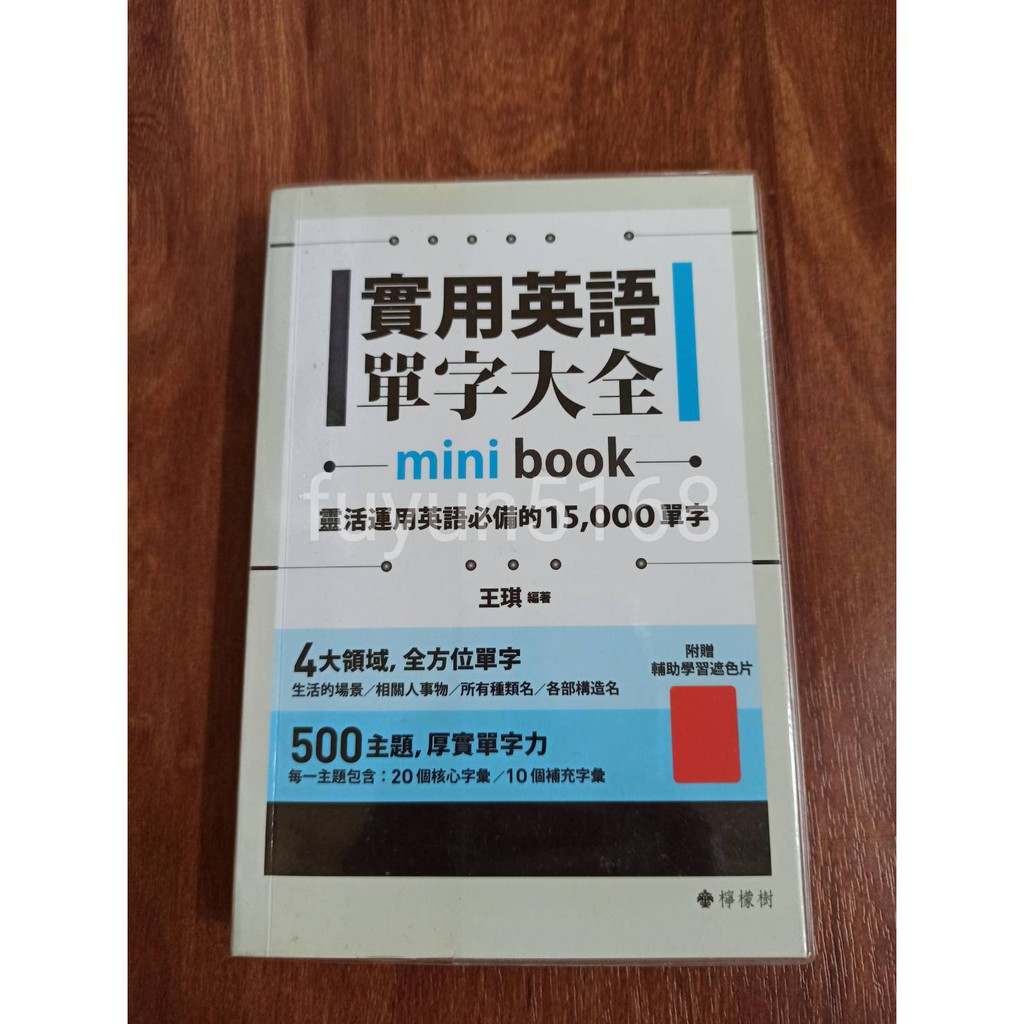 實用英語
單字大全
mini book
fuyun5168
靈活運用英語必備的15,000單字
王琪 編著
4大領域, 全方位單字
生活的場景／相關人事物／所有種類名／各部構造名
附贈
輔助學習遮色片
500主題, 厚實單字力
每一主題包含：20個核心字彙／10個補充字彙
檸檬樹